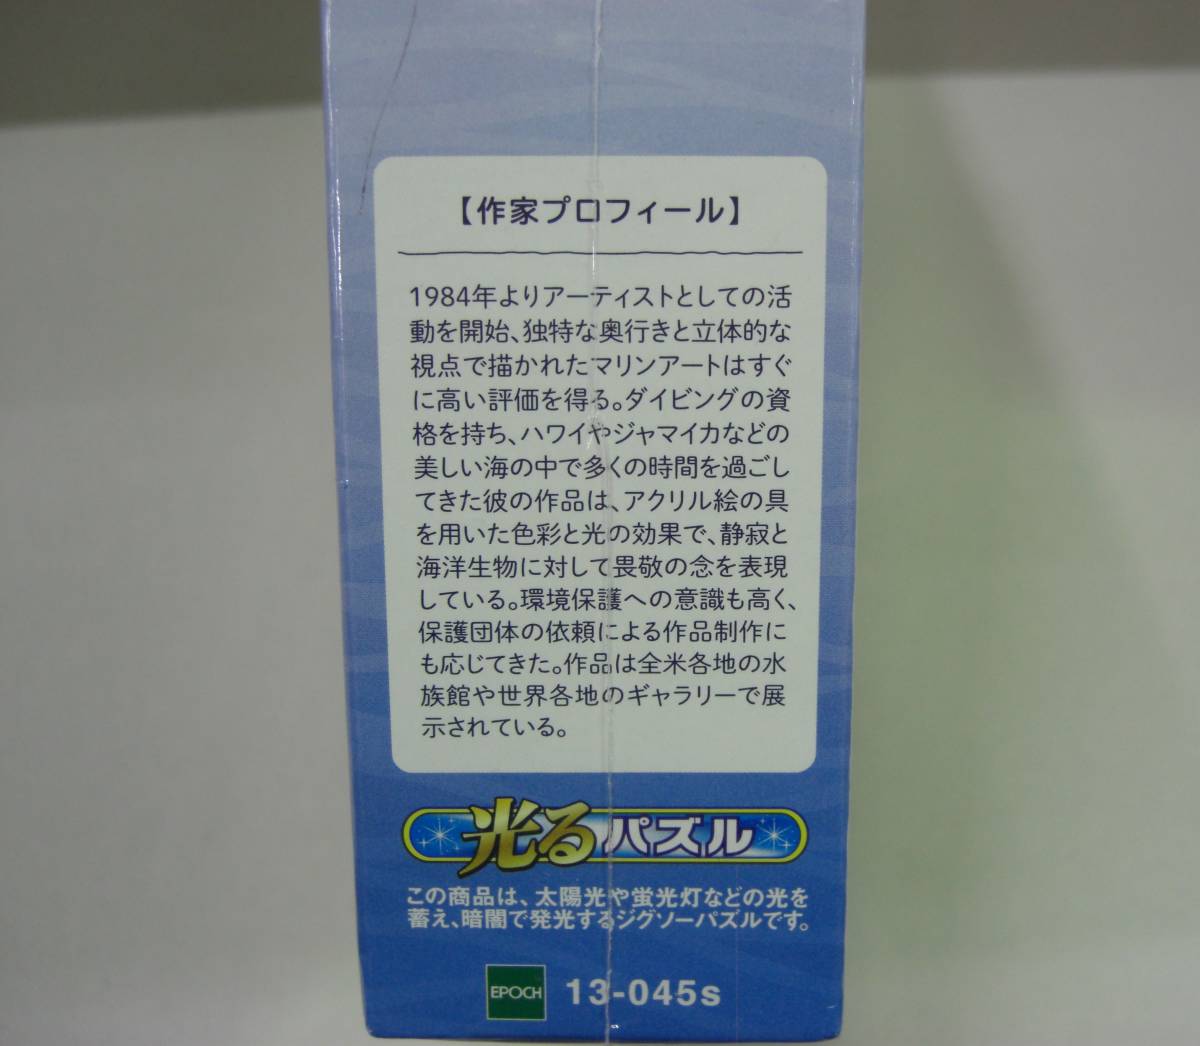 【作家プロフィール】
1984年よりアーティストとしての活
動を開始、独特な奥行きと立体的な
視点で描かれたマリンアートはすぐ
に高い評価を得る。ダイビングの資
格を持ち、ハワイやジャマイカなどの
美しい海の中で多くの時間を過ごし
てきた彼の作品は、アクリル絵の具
を用いた色彩と光の効果で、静寂と
海洋生物に対して畏敬の念を表現
している。環境保護への意識も高く、
保護団体の依頼による作品制作に
も応じてきた。作品は全米各地の水
族館や世界各地のギャラリーで展
示されている。
光るパズル
この商品は、太陽光や蛍光灯などの光を
蓄え、暗闇で発光するジグソーパズルです。
EPOCH 13-045s